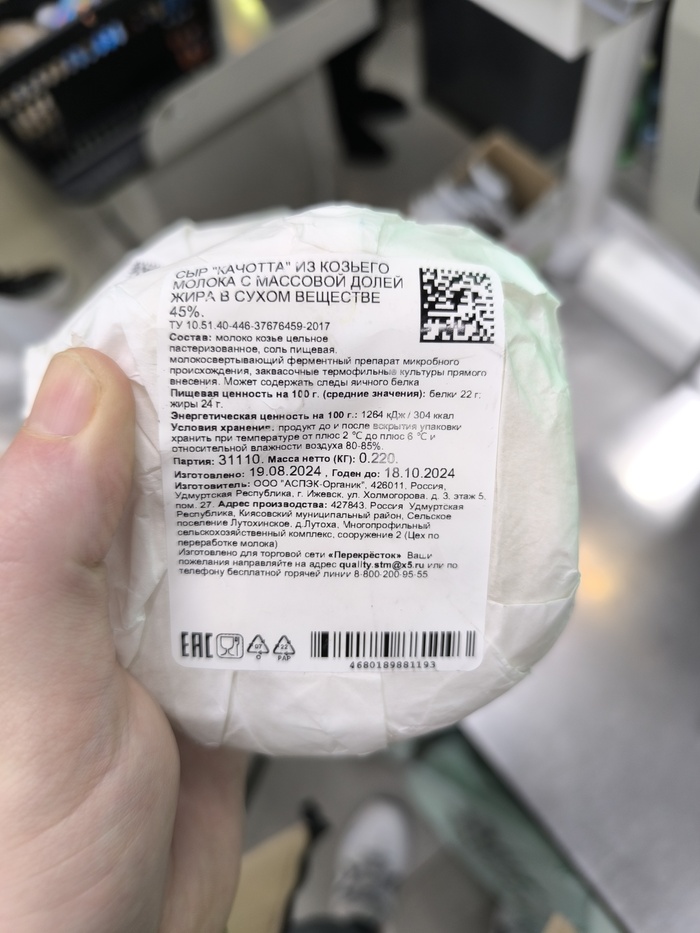 СЫР "КАЧОТТА" ИЗ КОЗЬЕГО
МОЛОКА С МАССОВОЙ ДОЛЕЙ
ЖИРА В СУХОМ ВЕЩЕСТВЕ
45%.
ТУ 10.51.40-446-37676459-2017
Состав: молоко козье цельное
пастеризованное, соль пищевая,
молокосвертывающий ферментный препарат микробного
происхождения, заквасочные термофильные культуры прямого
внесения. Может содержать следы яичного белка
Пищевая ценность на 100 г. (средние значения): белки 22 г;
жиры 24 г.
Энергетическая ценность на 100 г.: 1264 кДж / 304 ккал
Условия хранение: продукт до и после вскрытия упаковки
хранить при температуре от плюс 2 °С до плюс 6 °С и
относительной влажности воздуха 80-85%.
Партия: 31110. Масса нетто (КГ): 0.220.
Изготовлено: 19.08.2024 , Годен до: 18.10.2024
Изготовитель: ООО "АСПЭК-Органик", 426011, Россия,
Удмуртская Республика, г. Ижевск, ул. Холмогорова, д. 3, этаж 5,
пом. 27. Адрес производства: 427843, Россия Удмуртская
Республика, Киясовский муниципальный район, Сельское
поселение Лутохинское, д.Лутоха, Многопрофильный
сельскохозяйственный комплекс, сооружение 2 (Цех по
переработке молока)
Изготовлено для торговой сети «Перекрёсток» Ваши
пожелания направляйте на адрес quality.stm@x5.ru или по
телефону бесплатной горячей линии 8-800-200-95-55
ЕАС 97 22
О PAP
4680189881193